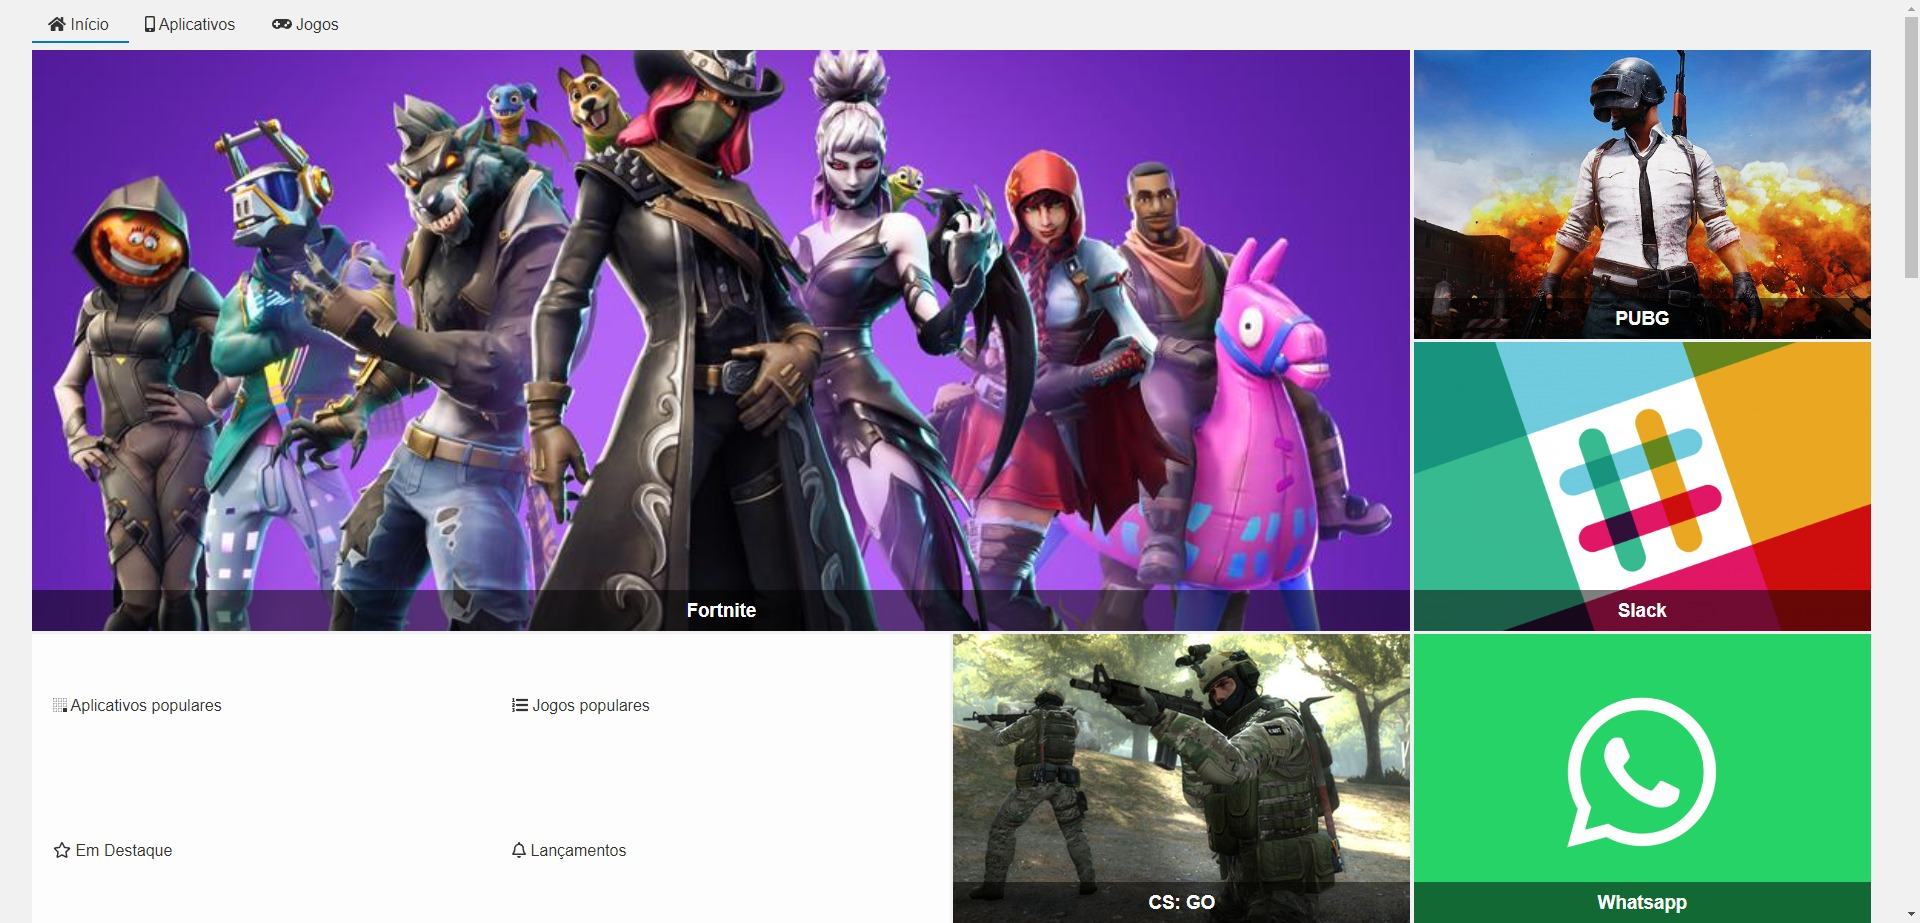 Início
Aplicativos
Jogos
PUBG
Fortnite
Slack
Aplicativos populares
Jogos populares
Em Destaque
Lançamentos
CS: GO
Whatsapp